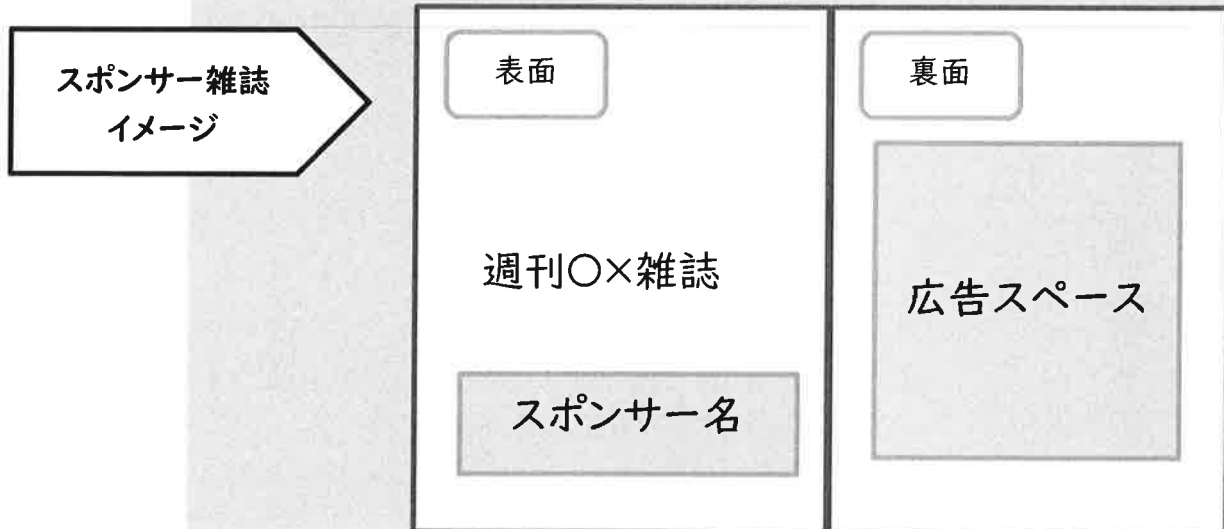 スポンサー雑誌
イメージ
表面
週刊〇×雑誌
スポンサー名
裏面
広告スペース